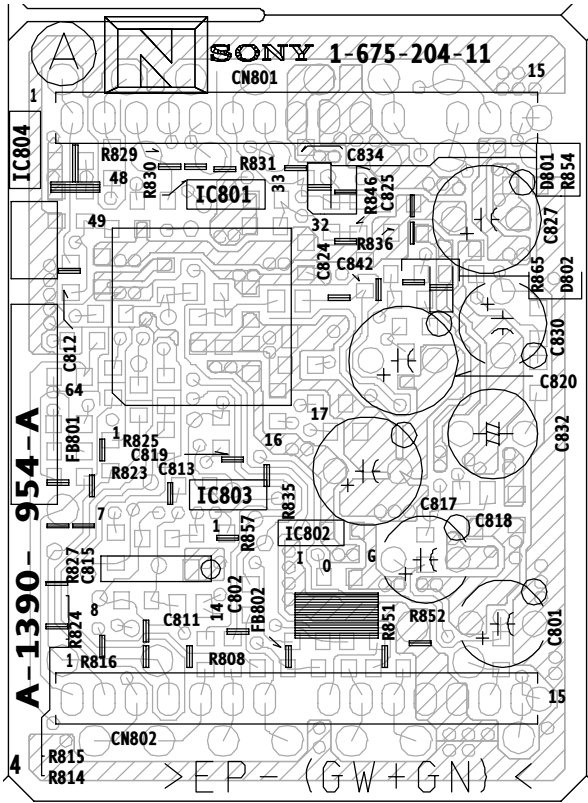 A N SONY 1-675-204-11
CN801 15
1
IC804
R829
R830
R831
C834
48
IC801
33
R846
C825
D801
R854
49
32
R836
C827
C824
C842
R865
D802
C812
C830
64
C820
17
A-1390- 954-A
FB801
1
R825
C819
16
C832
R823
C813
IC803
R835
7
1
R857
IC802
C817
C818
I O G
R827
C815
8
C811
14
C802
FB802
R851
R852
C801
R824
1 R816
R808
15
CN802
4
R815
R814
>EP-(GW+GN)<